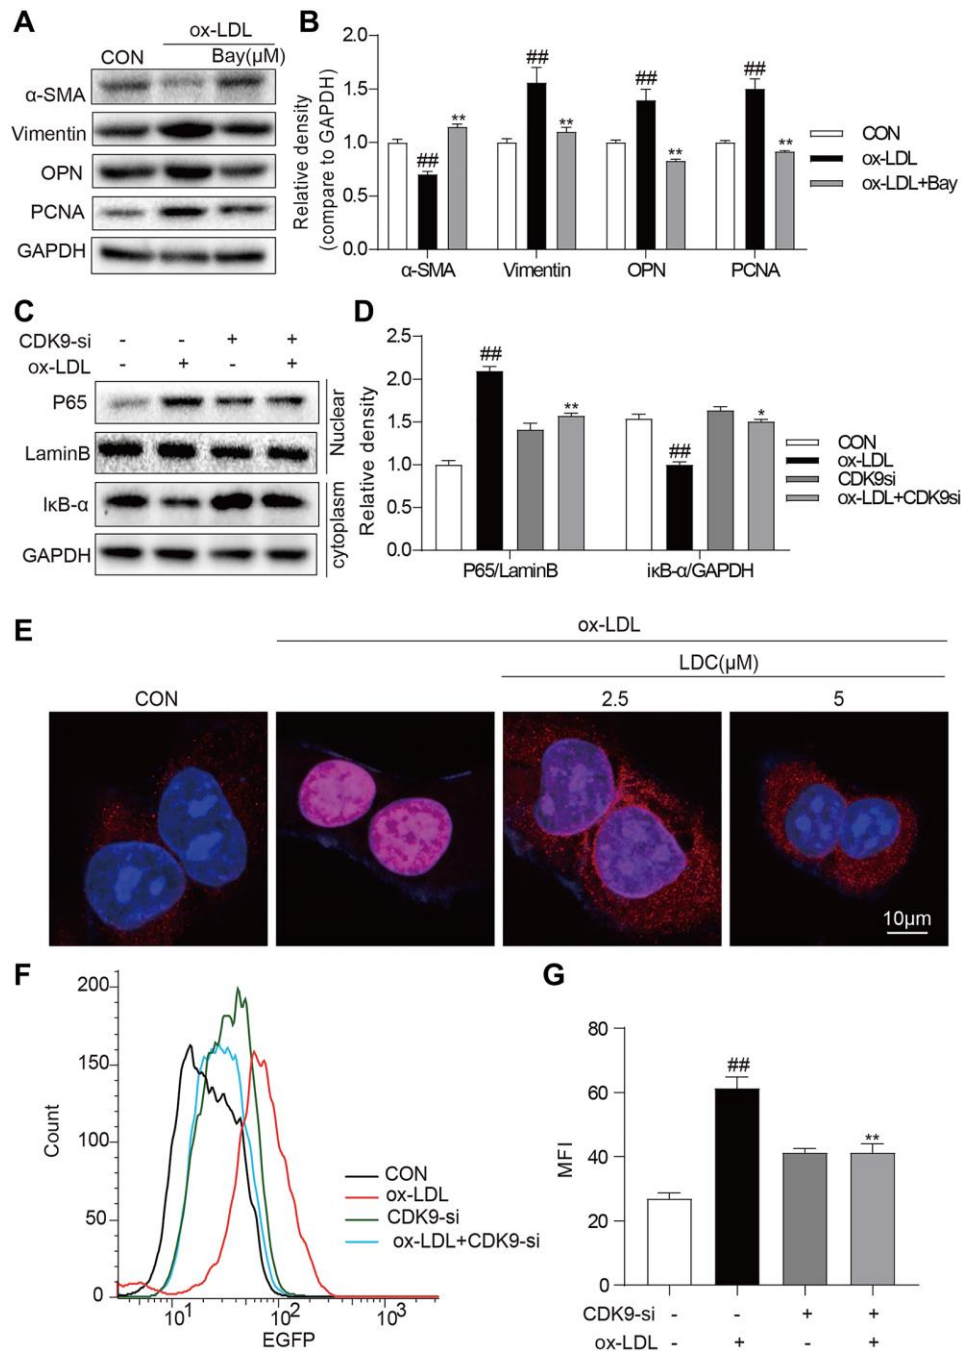 A
ox-LDL
CON
Bay(μM)
α-SMA
Vimentin
OPN
PCNA
GAPDH
B
Relative density
(compare to GAPDH)
2.0
1.5
1.0
0.5
0.0
##
**
##
**
##
**
##
**
α-SMA
Vimentin
OPN
PCNA
CON
ox-LDL
ox-LDL+Bay
C
CDK9-si - - + +
ox-LDL - + - +
P65
LaminB
IκB-α
GAPDH
Nuclear
cytoplasm
D
Relative density
2.5
2.0
1.5
1.0
0.5
0.0
##
**
##
*
P65/LaminB
iκB-α/GAPDH
CON
ox-LDL
CDK9si
ox-LDL+CDK9si
E
ox-LDL
LDC(μM)
CON
2.5
5
10μm
F
Count
200
150
100
50
0
10¹
10²
10³
EGFP
CON
ox-LDL
CDK9-si
ox-LDL+CDK9-si
G
MFI
80
60
40
20
0
##
**
CDK9-si - - + +
ox-LDL - + - +